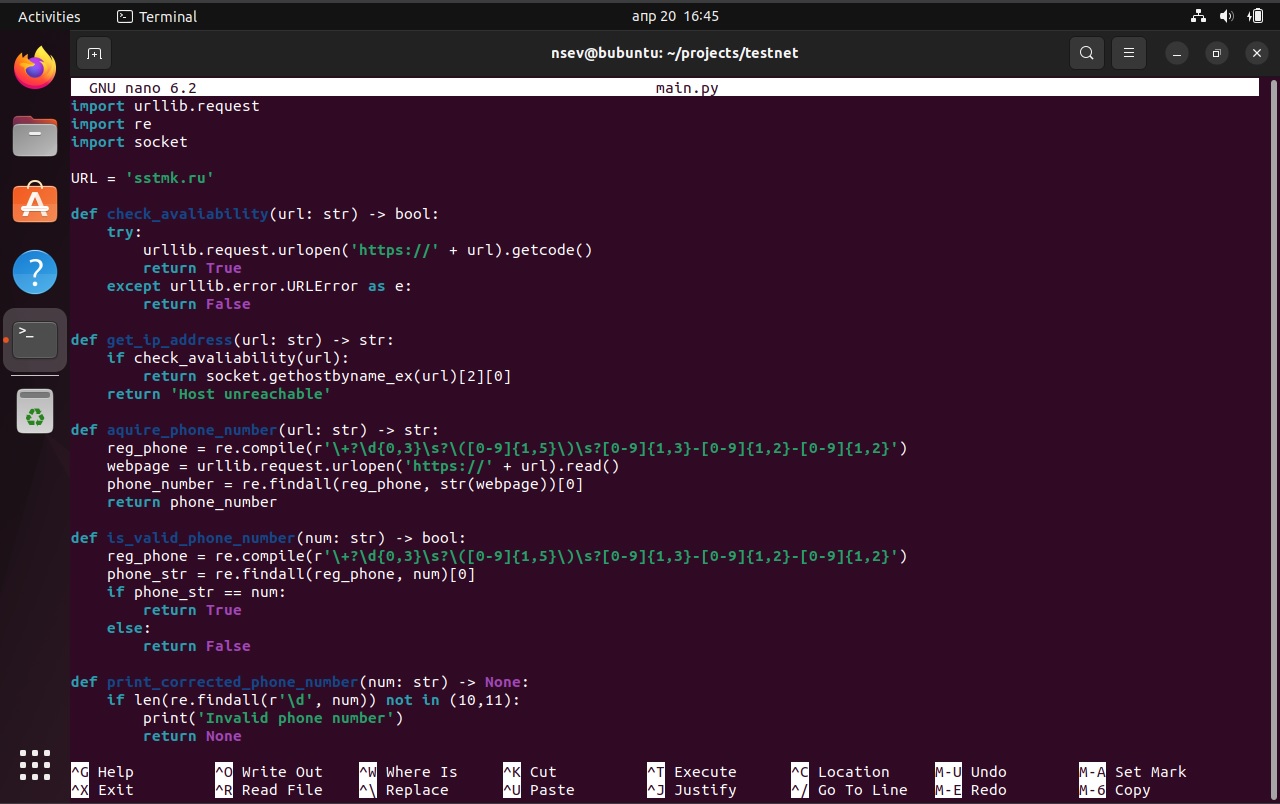 Activities Terminal апр 20 16:45
nsev@bubuntu: ~/projects/testnet
GNU nano 6.2 main.py
import urllib.request
import re
import socket

URL = 'sstmk.ru'

def check_avaliability(url: str) -> bool:
    try:
        urllib.request.urlopen('https://' + url).getcode()
        return True
    except urllib.error.URLError as e:
        return False

def get_ip_address(url: str) -> str:
    if check_avaliability(url):
        return socket.gethostbyname_ex(url)[2][0]
    return 'Host unreachable'

def aquire_phone_number(url: str) -> str:
    reg_phone = re.compile(r'\+?\d{0,3}\s?\([0-9]{1,5}\)\s?[0-9]{1,3}-[0-9]{1,2}-[0-9]{1,2}')
    webpage = urllib.request.urlopen('https://' + url).read()
    phone_number = re.findall(reg_phone, str(webpage))[0]
    return phone_number

def is_valid_phone_number(num: str) -> bool:
    reg_phone = re.compile(r'\+?\d{0,3}\s?\([0-9]{1,5}\)\s?[0-9]{1,3}-[0-9]{1,2}-[0-9]{1,2}')
    phone_str = re.findall(reg_phone, num)[0]
    if phone_str == num:
        return True
    else:
        return False

def print_corrected_phone_number(num: str) -> None:
    if len(re.findall(r'\d', num)) not in (10,11):
        print('Invalid phone number')
        return None

^G Help ^O Write Out ^W Where Is ^K Cut ^T Execute ^C Location M-U Undo M-A Set Mark
^X Exit ^R Read File ^\ Replace ^U Paste ^J Justify ^/ Go To Line M-E Redo M-6 Copy